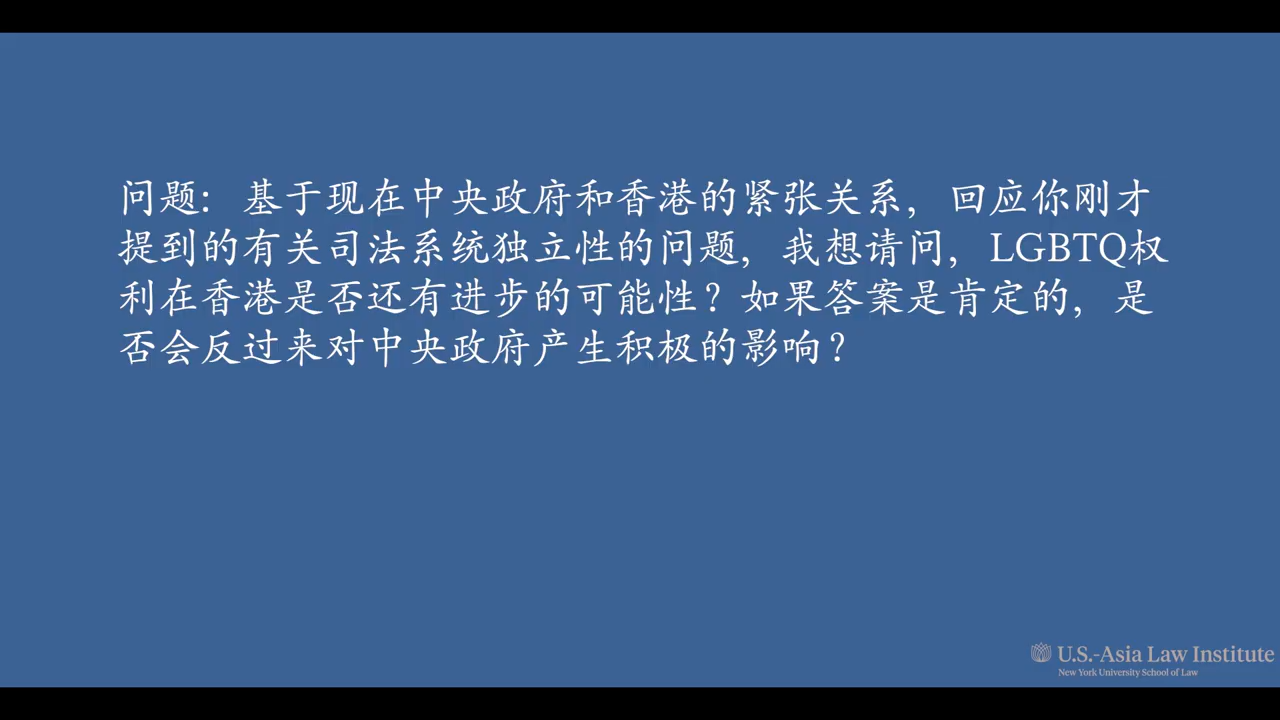 问题：基于现在中央政府和香港的紧张关系，回应你刚才
提到的有关司法系统独立性的问题，我想请问，LGBTQ权
利在香港是否还有进步的可能性？如果答案是肯定的，是
否会反过来对中央政府产生积极的影响？
U.S.-Asia Law Institute
New York University School of Law